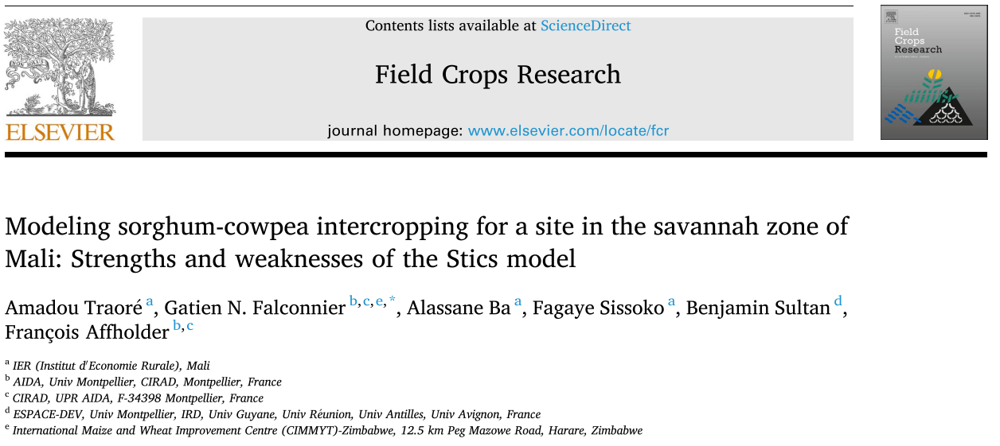 Contents lists available at ScienceDirect
Field Crops Research
journal homepage: www.elsevier.com/locate/fcr
ELSEVIER
NON SOLUS
Field
Crops
Research
Modeling sorghum-cowpea intercropping for a site in the savannah zone of
Mali: Strengths and weaknesses of the Stics model
Amadou Traoré a, Gatien N. Falconnier b,c,e,*, Alassane Ba a, Fagaye Sissoko a, Benjamin Sultan d,
François Affholder b,c
a IER (Institut d'Economie Rurale), Mali
b AIDA, Univ Montpellier, CIRAD, Montpellier, France
c CIRAD, UPR AIDA, F-34398 Montpellier, France
d ESPACE-DEV, Univ Montpellier, IRD, Univ Guyane, Univ Réunion, Univ Antilles, Univ Avignon, France
e International Maize and Wheat Improvement Centre (CIMMYT)-Zimbabwe, 12.5 km Peg Mazowe Road, Harare, Zimbabwe